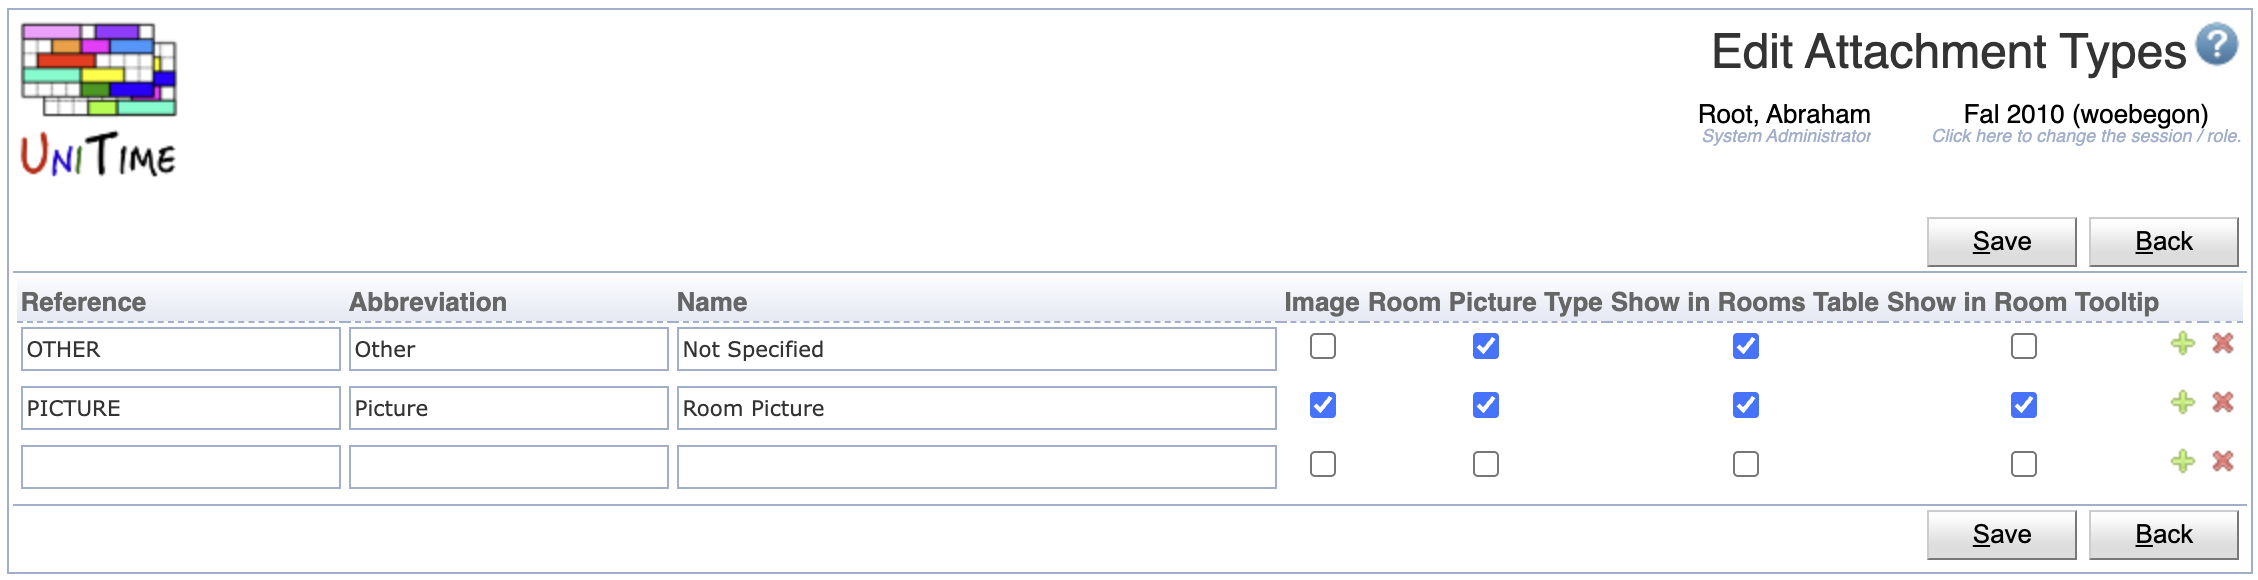 UniTime
Edit Attachment Types ?
Root, Abraham Fal 2010 (woebegon)
System Administrator Click here to change the session / role.
Save Back
Reference Abbreviation Name Image Room Picture Type Show in Rooms Table Show in Room Tooltip
OTHER Other Not Specified
PICTURE Picture Room Picture
Save Back